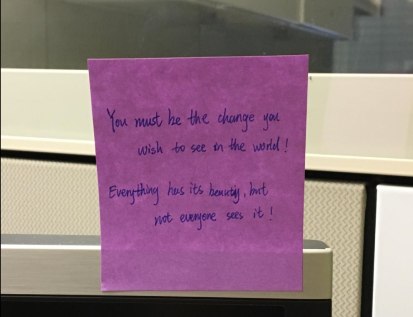 You must be the change you
wish to see in the world!
Everything has its beauty, but
not everyone sees it!